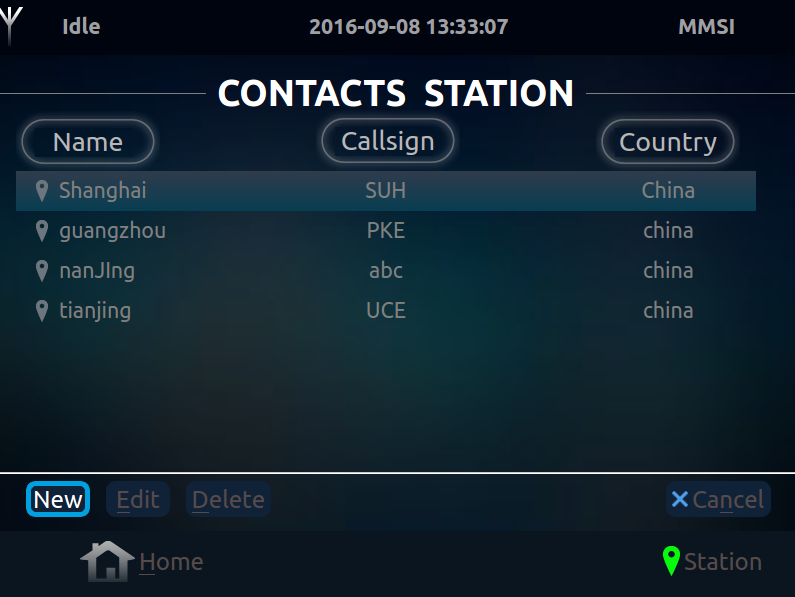 Idle 2016-09-08 13:33:07 MMSI
CONTACTS STATION
Name Callsign Country
Shanghai SUH China
guangzhou PKE china
nanJIng abc china
tianjing UCE china
New Edit Delete Cancel
Home Station